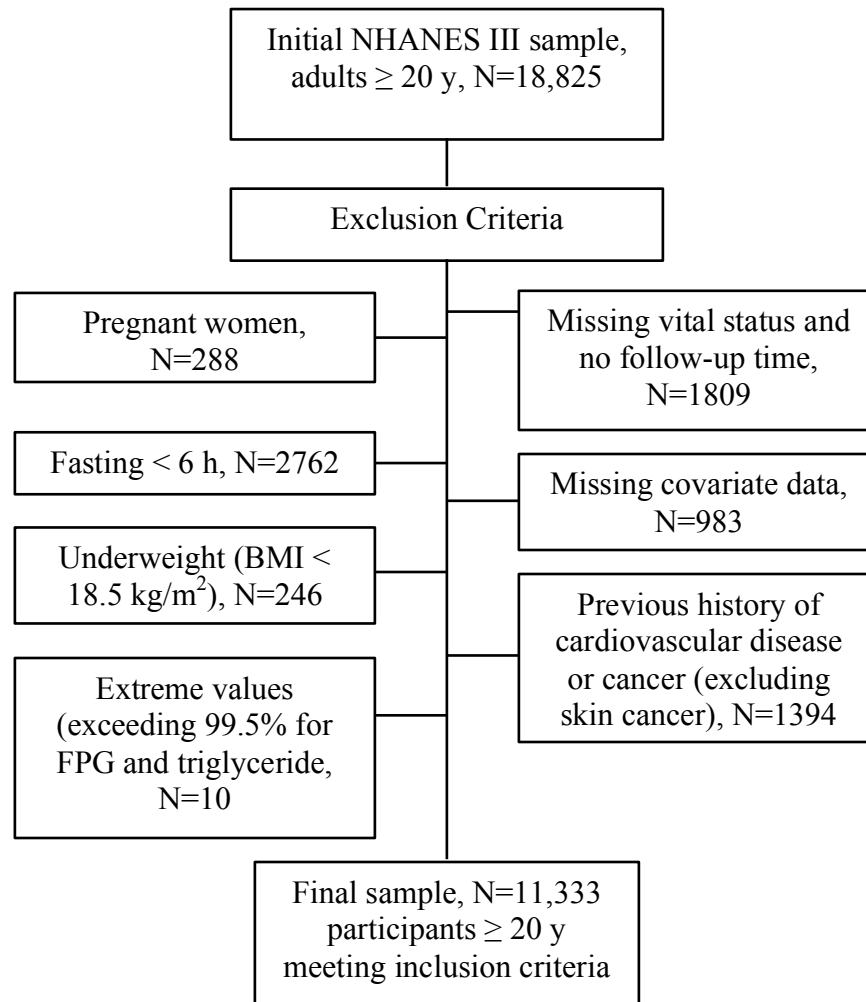 Initial NHANES III sample,
adults ≥ 20 y, N=18,825
Exclusion Criteria
Pregnant women,
N=288
Missing vital status and
no follow-up time,
N=1809
Fasting < 6 h, N=2762
Missing covariate data,
N=983
Underweight (BMI <
18.5 kg/m²), N=246
Previous history of
cardiovascular disease
or cancer (excluding
skin cancer), N=1394
Extreme values
(exceeding 99.5% for
FPG and triglyceride,
N=10
Final sample, N=11,333
participants ≥ 20 y
meeting inclusion criteria